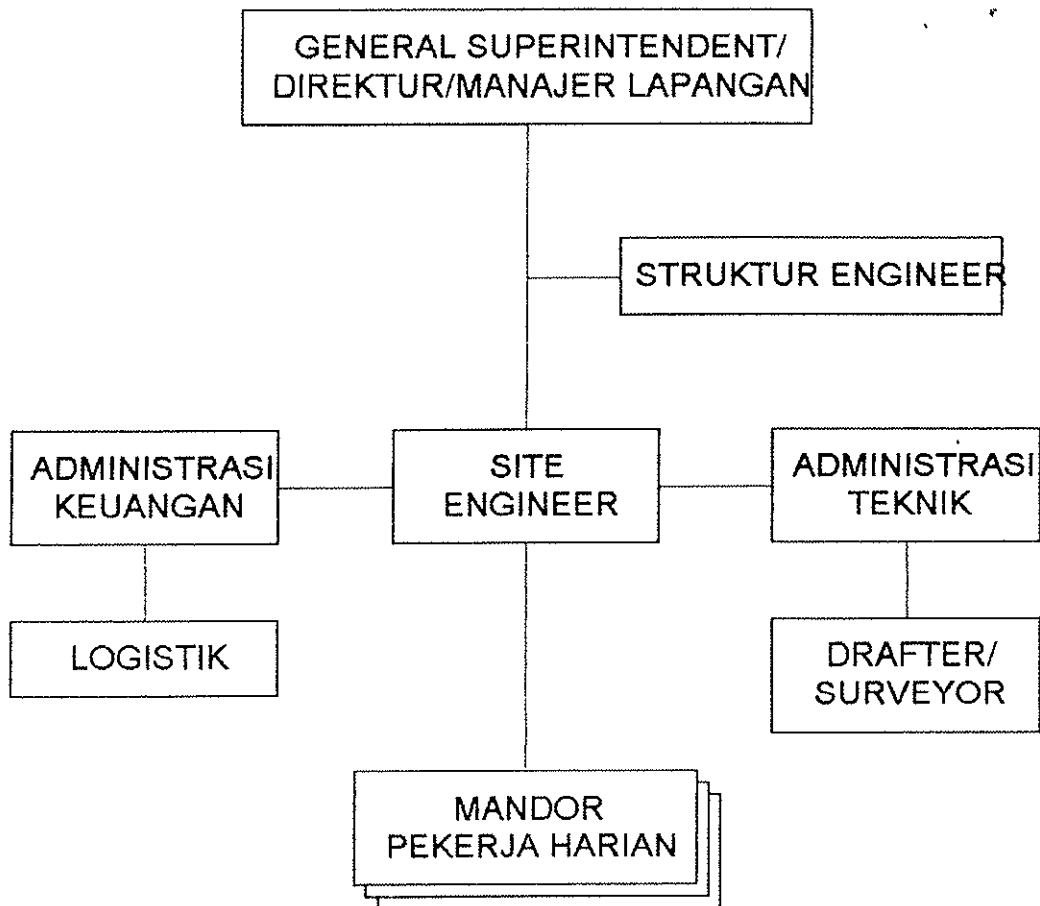 GENERAL SUPERINTENDENT/
DIREKTUR/MANAJER LAPANGAN
STRUKTUR ENGINEER
ADMINISTRASI
KEUANGAN
SITE
ENGINEER
ADMINISTRASI
TEKNIK
LOGISTIK
DRAFTER/
SURVEYOR
MANDOR
PEKERJA HARIAN